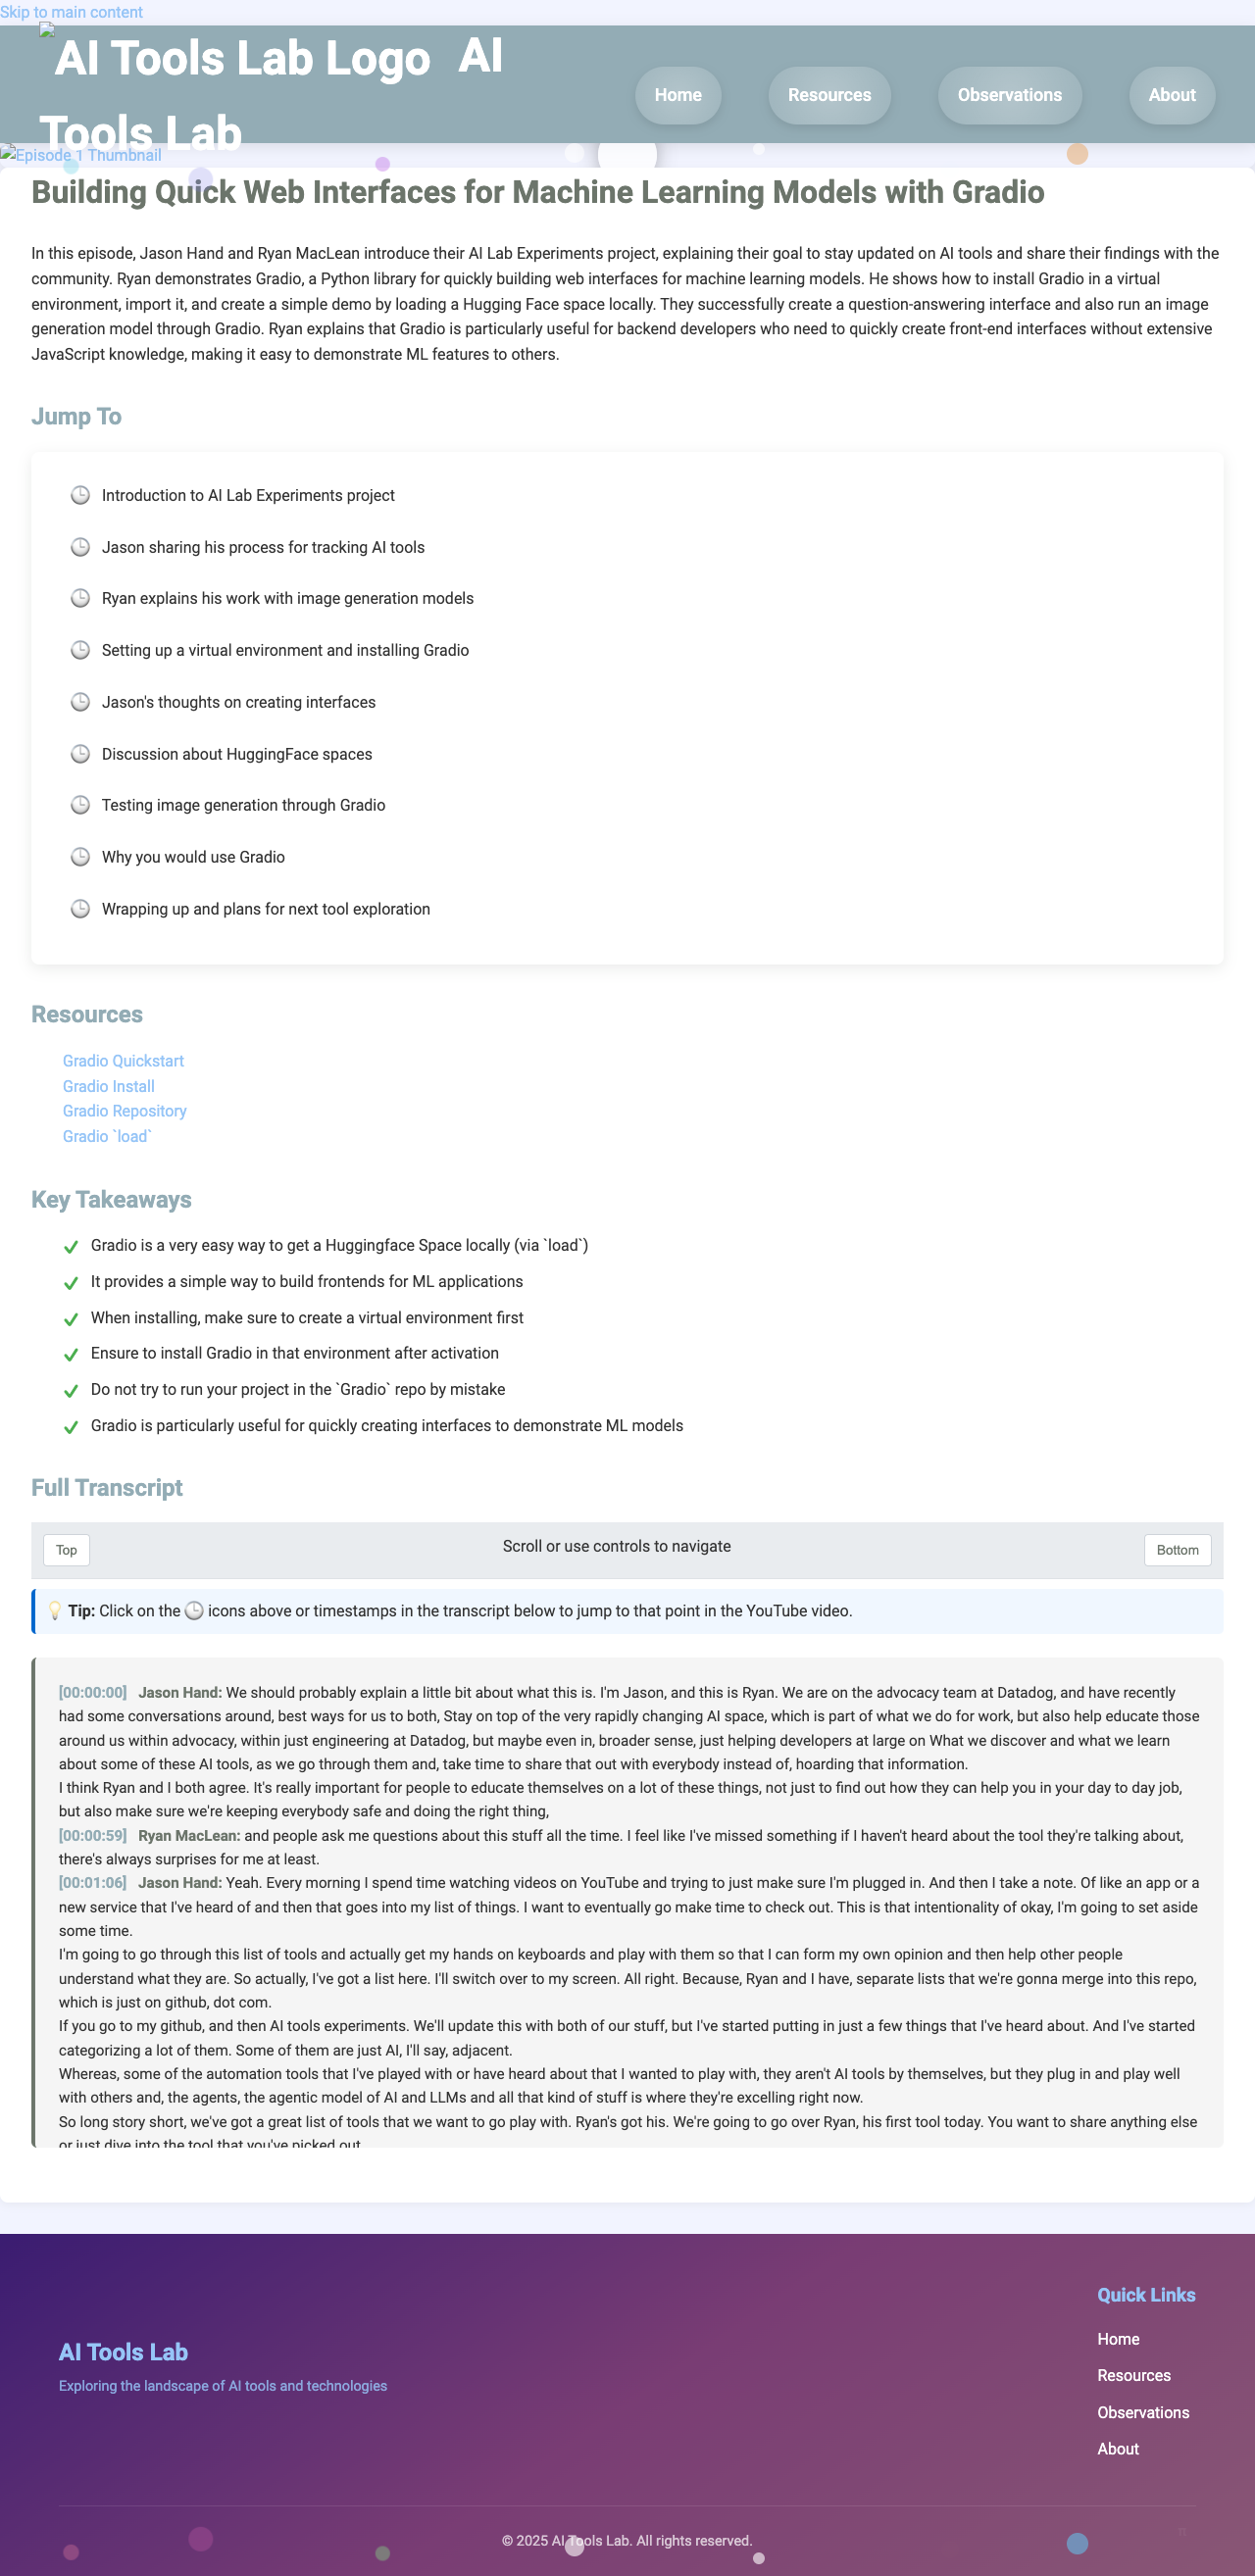 Skip to main content
AI Tools Lab Logo AI
Tools Lab
Home
Resources
Observations
About
Episode 1 Thumbnail
Building Quick Web Interfaces for Machine Learning Models with Gradio
In this episode, Jason Hand and Ryan MacLean introduce their AI Lab Experiments project, explaining their goal to stay updated on AI tools and share their findings with the
community. Ryan demonstrates Gradio, a Python library for quickly building web interfaces for machine learning models. He shows how to install Gradio in a virtual
environment, import it, and create a simple demo by loading a Hugging Face space locally. They successfully create a question-answering interface and also run an image
generation model through Gradio. Ryan explains that Gradio is particularly useful for backend developers who need to quickly create front-end interfaces without extensive
JavaScript knowledge, making it easy to demonstrate ML features to others.
Jump To
🕒 Introduction to AI Lab Experiments project
🕒 Jason sharing his process for tracking AI tools
🕒 Ryan explains his work with image generation models
🕒 Setting up a virtual environment and installing Gradio
🕒 Jason's thoughts on creating interfaces
🕒 Discussion about HuggingFace spaces
🕒 Testing image generation through Gradio
🕒 Why you would use Gradio
🕒 Wrapping up and plans for next tool exploration
Resources
Gradio Quickstart
Gradio Install
Gradio Repository
Gradio `load`
Key Takeaways
Gradio is a very easy way to get a Huggingface Space locally (via `load`)
It provides a simple way to build frontends for ML applications
When installing, make sure to create a virtual environment first
Ensure to install Gradio in that environment after activation
Do not try to run your project in the `Gradio` repo by mistake
Gradio is particularly useful for quickly creating interfaces to demonstrate ML models
Full Transcript
Top
Scroll or use controls to navigate
Bottom
💡 Tip: Click on the 🕒 icons above or timestamps in the transcript below to jump to that point in the YouTube video.
[00:00:00] Jason Hand: We should probably explain a little bit about what this is. I'm Jason, and this is Ryan. We are on the advocacy team at Datadog, and have recently
had some conversations around, best ways for us to both, Stay on top of the very rapidly changing AI space, which is part of what we do for work, but also help educate those
around us within advocacy, within just engineering at Datadog, but maybe even in, broader sense, just helping developers at large on What we discover and what we learn
about some of these AI tools, as we go through them and, take time to share that out with everybody instead of, hoarding that information.
I think Ryan and I both agree. It's really important for people to educate themselves on a lot of these things, not just to find out how they can help you in your day to day job,
but also make sure we're keeping everybody safe and doing the right thing,
[00:00:59] Ryan MacLean: and people ask me questions about this stuff all the time. I feel like I've missed something if I haven't heard about the tool they're talking about,
there's always surprises for me at least.
[00:01:06] Jason Hand: Yeah. Every morning I spend time watching videos on YouTube and trying to just make sure I'm plugged in. And then I take a note. Of like an app or a
new service that I've heard of and then that goes into my list of things. I want to eventually go make time to check out. This is that intentionality of okay, I'm going to set aside
some time.
I'm going to go through this list of tools and actually get my hands on keyboards and play with them so that I can form my own opinion and then help other people
understand what they are. So actually, I've got a list here. I'll switch over to my screen. All right. Because, Ryan and I have, separate lists that we're gonna merge into this repo,
which is just on github, dot com.
If you go to my github, and then AI tools experiments. We'll update this with both of our stuff, but I've started putting in just a few things that I've heard about. And I've started
categorizing a lot of them. Some of them are just AI, I'll say, adjacent.
Whereas, some of the automation tools that I've played with or have heard about that I wanted to play with, they aren't AI tools by themselves, but they plug in and play well
with others and, the agents, the agentic model of AI and LLMs and all that kind of stuff is where they're excelling right now.
So long story short, we've got a great list of tools that we want to go play with. Ryan's got his. We're going to go over Ryan, his first tool today. You want to share anything else
or just dive into the tool that you've picked out
AI Tools Lab
Exploring the landscape of AI tools and technologies
Quick Links
Home
Resources
Observations
About
© 2025 AI Tools Lab. All rights reserved.